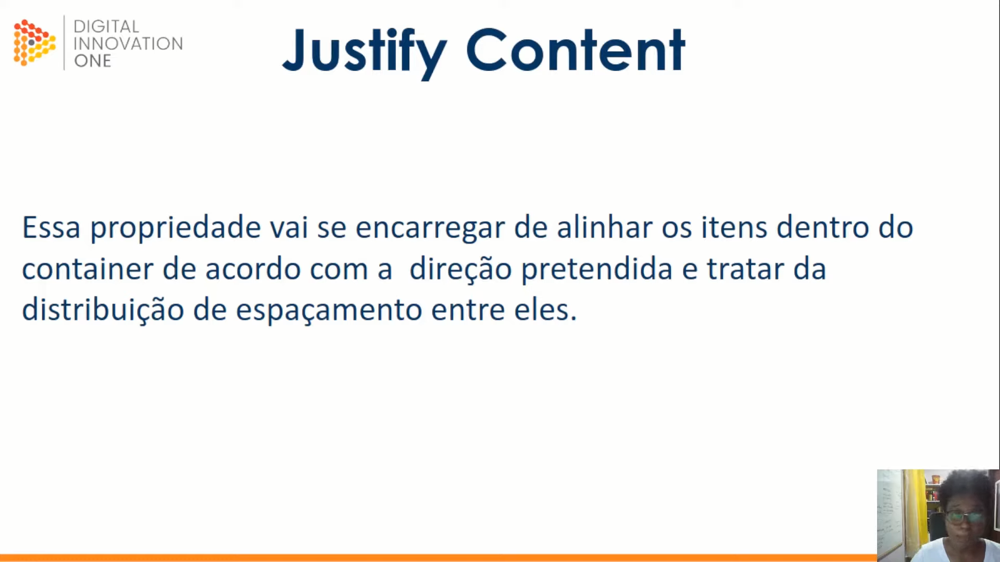 DIGITAL
INNOVATION
ONE
Justify Content
Essa propriedade vai se encarregar de alinhar os itens dentro do
container de acordo com a  direção pretendida e tratar da
distribuição de espaçamento entre eles.